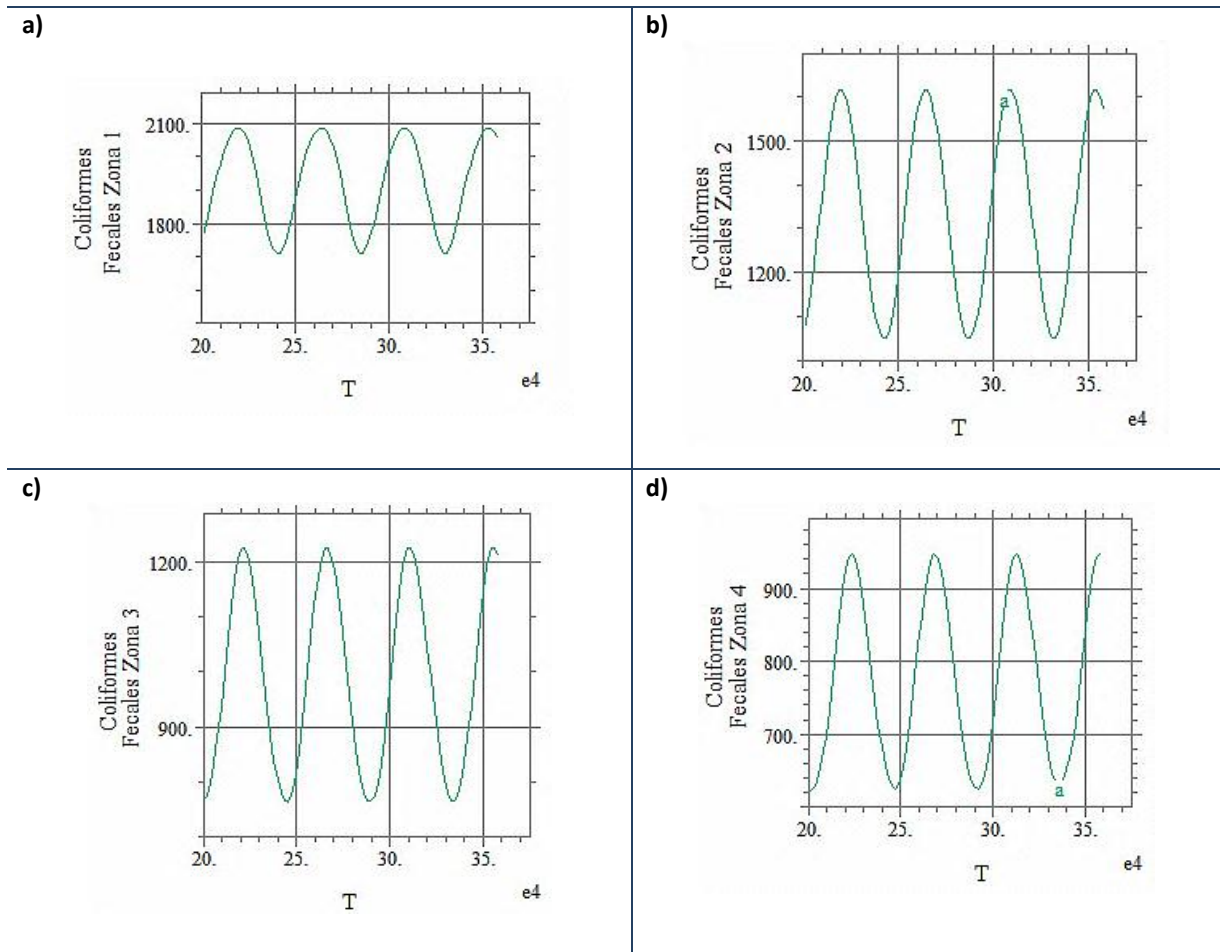 a)
2100.
1800.
Coliformes
Fecales Zona 1
20. 25. 30. 35.
e4
T
b)
1500.
1200.
Coliformes
Fecales Zona 2
a
20. 25. 30. 35.
e4
T
c)
1200.
900.
Coliformes
Fecales Zona 3
20. 25. 30. 35.
e4
T
d)
900.
800.
700.
Coliformes
Fecales Zona 4
a
20. 25. 30. 35.
e4
T